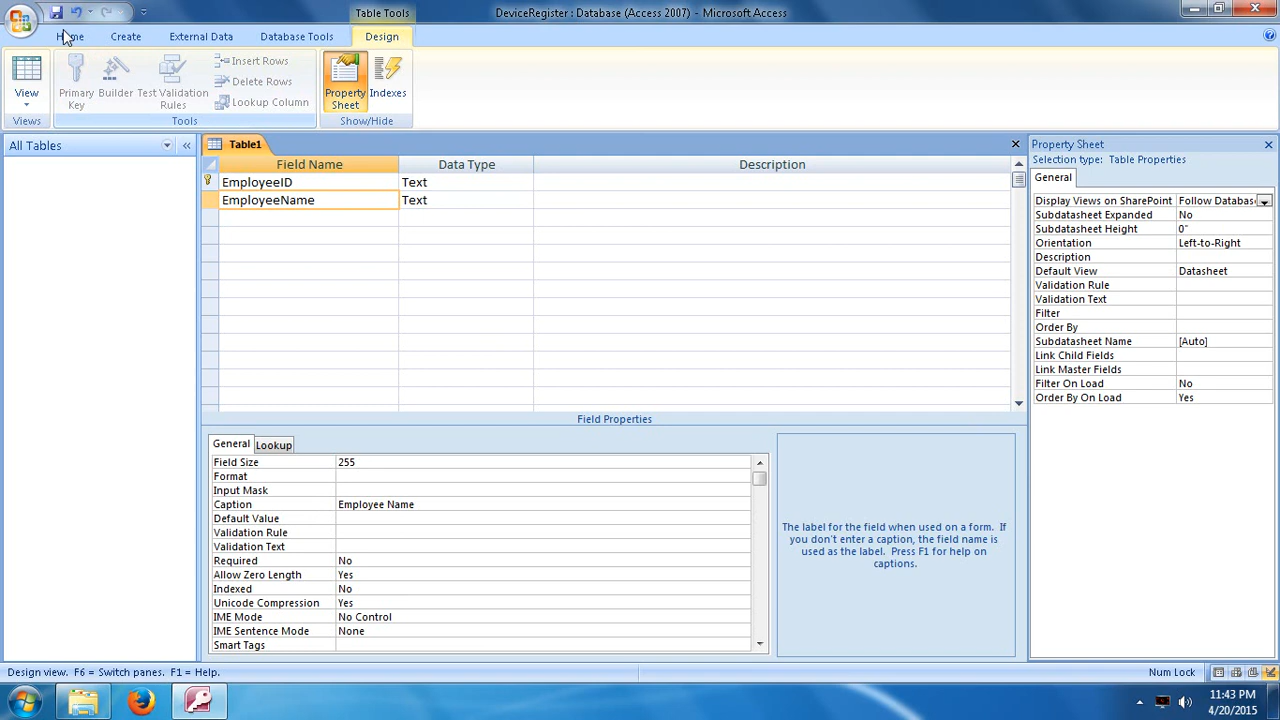 Table Tools
DeviceRegister : Database (Access 2007) - Microsoft Access
Create
External Data
Database Tools
Design
View
Primary Key
Builder
Test Validation Rules
Insert Rows
Delete Rows
Lookup Column
Property Sheet
Indexes
Views
Tools
Show/Hide
All Tables
«
Table1
Field Name
Data Type
Description
EmployeeID
Text
EmployeeName
Text
Field Properties
General
Lookup
Field Size
255
Format
Input Mask
Caption
Employee Name
Default Value
Validation Rule
Validation Text
Required
No
Allow Zero Length
Yes
Indexed
No
Unicode Compression
Yes
IME Mode
No Control
IME Sentence Mode
None
Smart Tags
The label for the field when used on a form. If
you don't enter a caption, the field name is
used as the label. Press F1 for help on
captions.
Property Sheet
Selection type: Table Properties
General
Display Views on SharePoint
Follow Databas
Subdatasheet Expanded
No
Subdatasheet Height
0"
Orientation
Left-to-Right
Description
Default View
Datasheet
Validation Rule
Validation Text
Filter
Order By
Subdatasheet Name
[Auto]
Link Child Fields
Link Master Fields
Filter On Load
No
Order By On Load
Yes
Design view. F6 = Switch panes. F1 = Help.
Num Lock
11:43 PM
4/20/2015